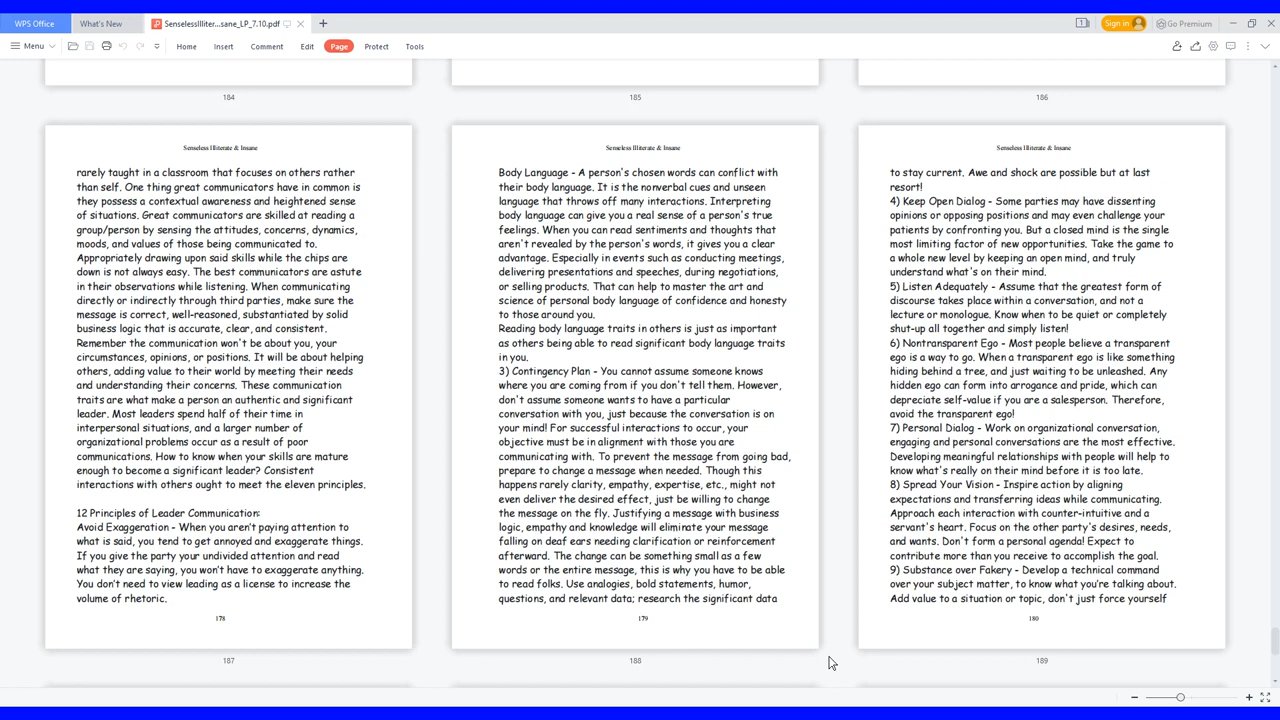 WPS Office
What's New
SenselessIlliter...sane_LP_7.10.pdf
Sign in
Go Premium
Menu
Home
Insert
Comment
Edit
Page
Protect
Tools
184
185
186
Senseless Illiterate & Insane
rarely taught in a classroom that focuses on others rather
than self. One thing great communicators have in common is
they possess a contextual awareness and heightened sense
of situations. Great communicators are skilled at reading a
group/person by sensing the attitudes, concerns, dynamics,
moods, and values of those being communicated to.
Appropriately drawing upon said skills while the chips are
down is not always easy. The best communicators are astute
in their observations while listening. When communicating
directly or indirectly through third parties, make sure the
message is correct, well-reasoned, substantiated by solid
business logic that is accurate, clear, and consistent.
Remember the communication won't be about you, your
circumstances, opinions, or positions. It will be about helping
others, adding value to their world by meeting their needs
and understanding their concerns. These communication
traits are what make a person an authentic and significant
leader. Most leaders spend half of their time in
interpersonal situations, and a larger number of
organizational problems occur as a result of poor
communications. How to know when your skills are mature
enough to become a significant leader? Consistent
interactions with others ought to meet the eleven principles.
12 Principles of Leader Communication:
Avoid Exaggeration - When you aren't paying attention to
what is said, you tend to get annoyed and exaggerate things.
If you give the party your undivided attention and read
what they are saying, you won't have to exaggerate anything.
You don't need to view leading as a license to increase the
volume of rhetoric.
178
187
Senseless Illiterate & Insane
Body Language - A person's chosen words can conflict with
their body language. It is the nonverbal cues and unseen
language that throws off many interactions. Interpreting
body language can give you a real sense of a person's true
feelings. When you can read sentiments and thoughts that
aren't revealed by the person's words, it gives you a clear
advantage. Especially in events such as conducting meetings,
delivering presentations and speeches, during negotiations,
or selling products. That can help to master the art and
science of personal body language of confidence and honesty
to those around you.
Reading body language traits in others is just as important
as others being able to read significant body language traits
in you.
3) Contingency Plan - You cannot assume someone knows
where you are coming from if you don't tell them. However,
don't assume someone wants to have a particular
conversation with you, just because the conversation is on
your mind! For successful interactions to occur, your
objective must be in alignment with those you are
communicating with. To prevent the message from going bad,
prepare to change a message when needed. Though this
happens rarely clarity, empathy, expertise, etc., might not
even deliver the desired effect, just be willing to change
the message on the fly. Justifying a message with business
logic, empathy and knowledge will eliminate your message
falling on deaf ears needing clarification or reinforcement
afterward. The change can be something small as a few
words or the entire message, this is why you have to be able
to read folks. Use analogies, bold statements, humor,
questions, and relevant data; research the significant data
179
188
Senseless Illiterate & Insane
to stay current. Awe and shock are possible but at last
resort!
4) Keep Open Dialog - Some parties may have dissenting
opinions or opposing positions and may even challenge your
patients by confronting you. But a closed mind is the single
most limiting factor of new opportunities. Take the game to
a whole new level by keeping an open mind, and truly
understand what's on their mind.
5) Listen Adequately - Assume that the greatest form of
discourse takes place within a conversation, and not a
lecture or monologue. Know when to be quiet or completely
shut-up all together and simply listen!
6) Nontransparent Ego - Most people believe a transparent
ego is a way to go. When a transparent ego is like something
hiding behind a tree, and just waiting to be unleashed. Any
hidden ego can form into arrogance and pride, which can
depreciate self-value if you are a salesperson. Therefore,
avoid the transparent ego!
7) Personal Dialog - Work on organizational conversation,
engaging and personal conversations are the most effective.
Developing meaningful relationships with people will help to
know what's really on their mind before it is too late.
8) Spread Your Vision - Inspire action by aligning
expectations and transferring ideas while communicating.
Approach each interaction with counter-intuitive and a
servant's heart. Focus on the other party's desires, needs,
and wants. Don't form a personal agenda! Expect to
contribute more than you receive to accomplish the goal.
9) Substance over Fakery - Develop a technical command
over your subject matter, to know what you're talking about.
Add value to a situation or topic, don't just force yourself
180
189